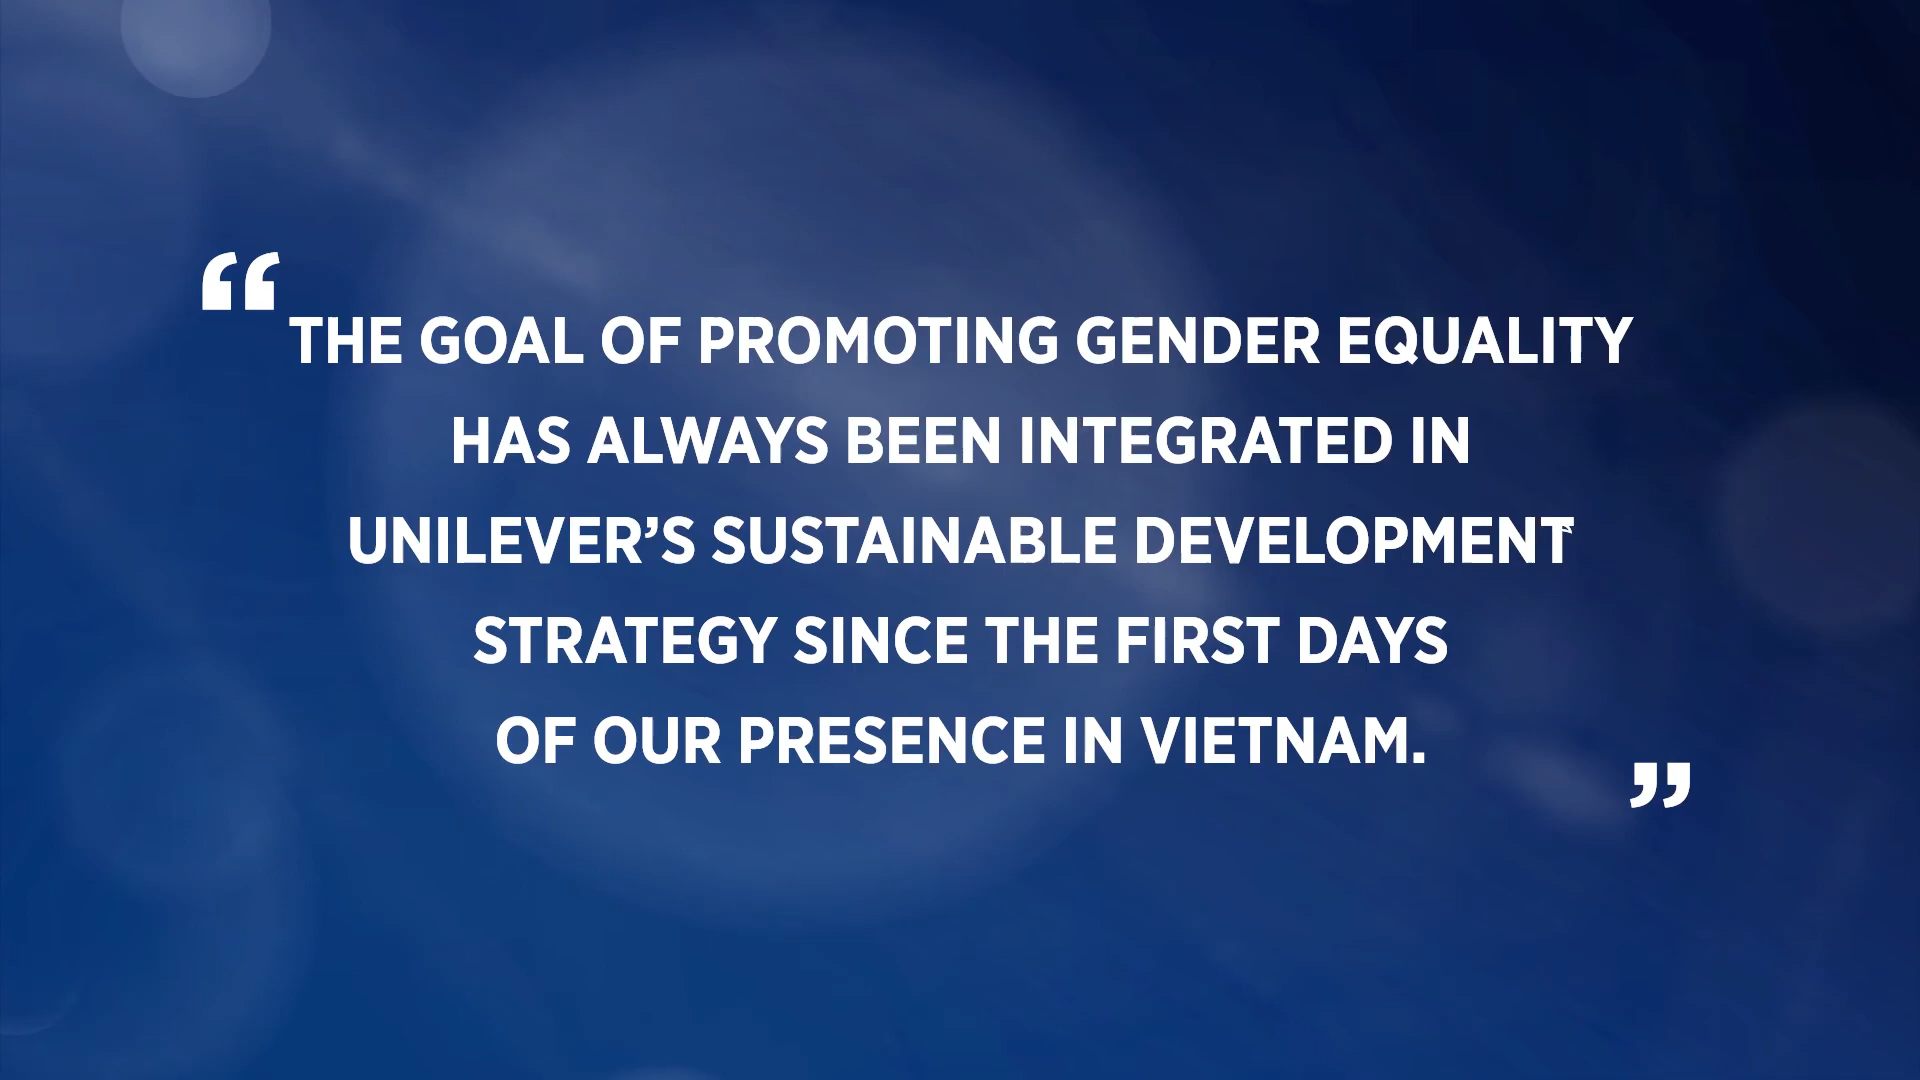 “THE GOAL OF PROMOTING GENDER EQUALITY
HAS ALWAYS BEEN INTEGRATED IN
UNILEVER’S SUSTAINABLE DEVELOPMENT
STRATEGY SINCE THE FIRST DAYS
OF OUR PRESENCE IN VIETNAM.”